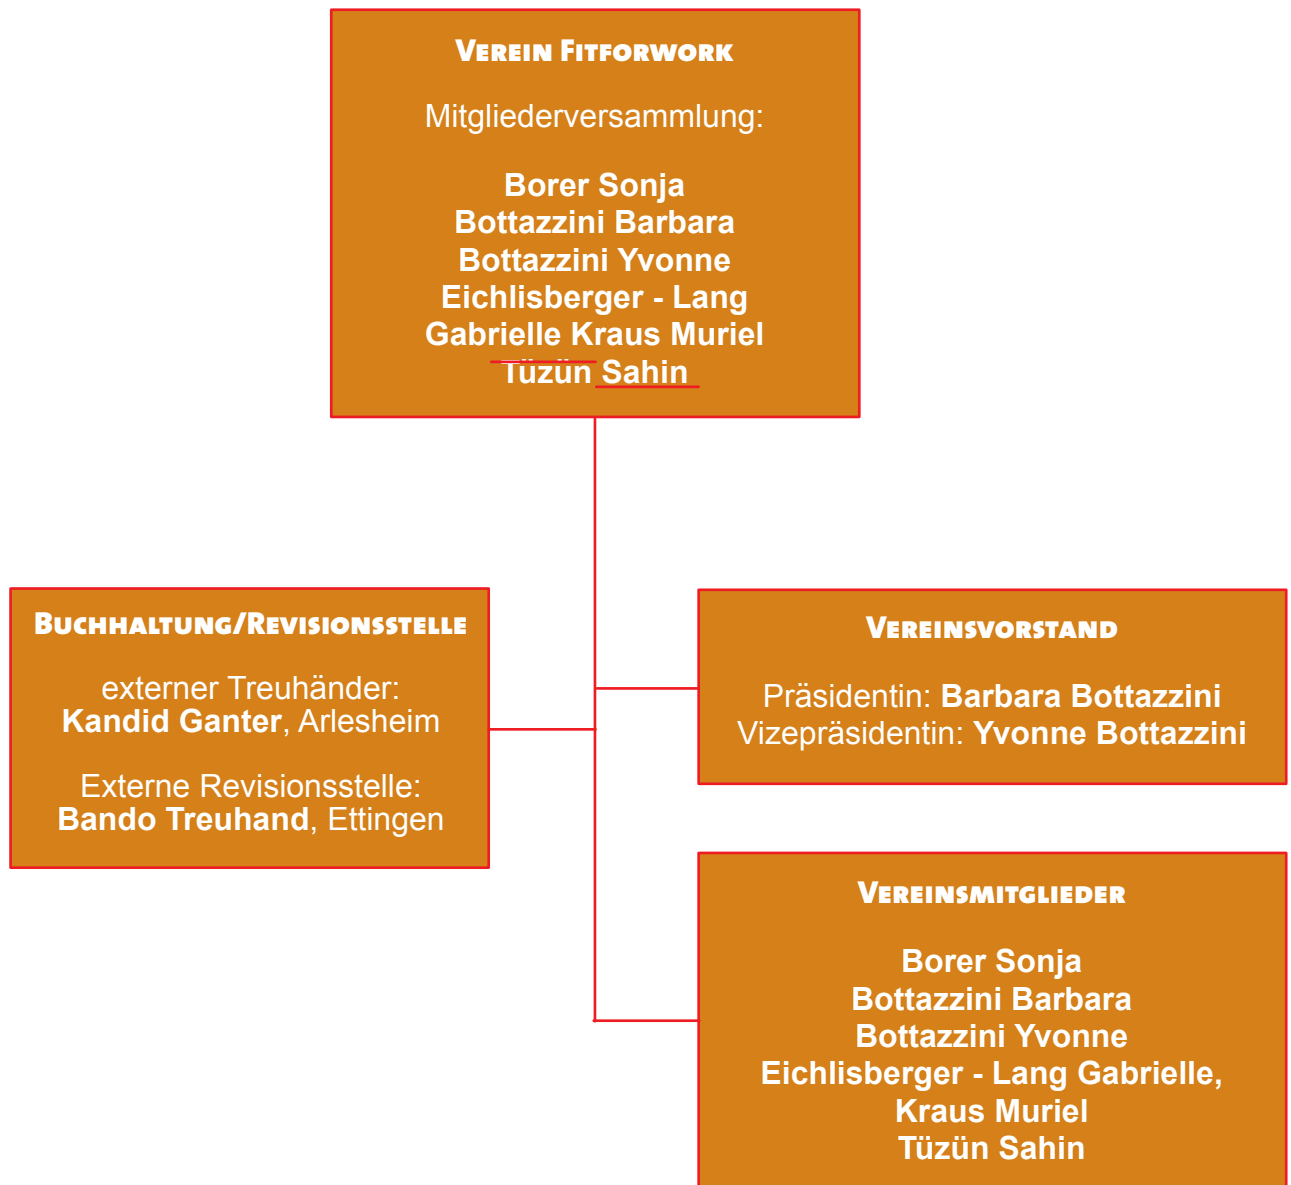 Verein Fitforwork
Mitgliederversammlung:
Borer Sonja
Bottazzini Barbara
Bottazzini Yvonne
Eichlisberger - Lang
Gabrielle Kraus Muriel
Tüzün Sahin
Buchhaltung/Revisionsstelle
externer Treuhänder:
Kandid Ganter, Arlesheim
Externe Revisionsstelle:
Bando Treuhand, Ettingen
Vereinsvorstand
Präsidentin: Barbara Bottazzini
Vizepräsidentin: Yvonne Bottazzini
Vereinsmitglieder
Borer Sonja
Bottazzini Barbara
Bottazzini Yvonne
Eichlisberger - Lang Gabrielle,
Kraus Muriel
Tüzün Sahin